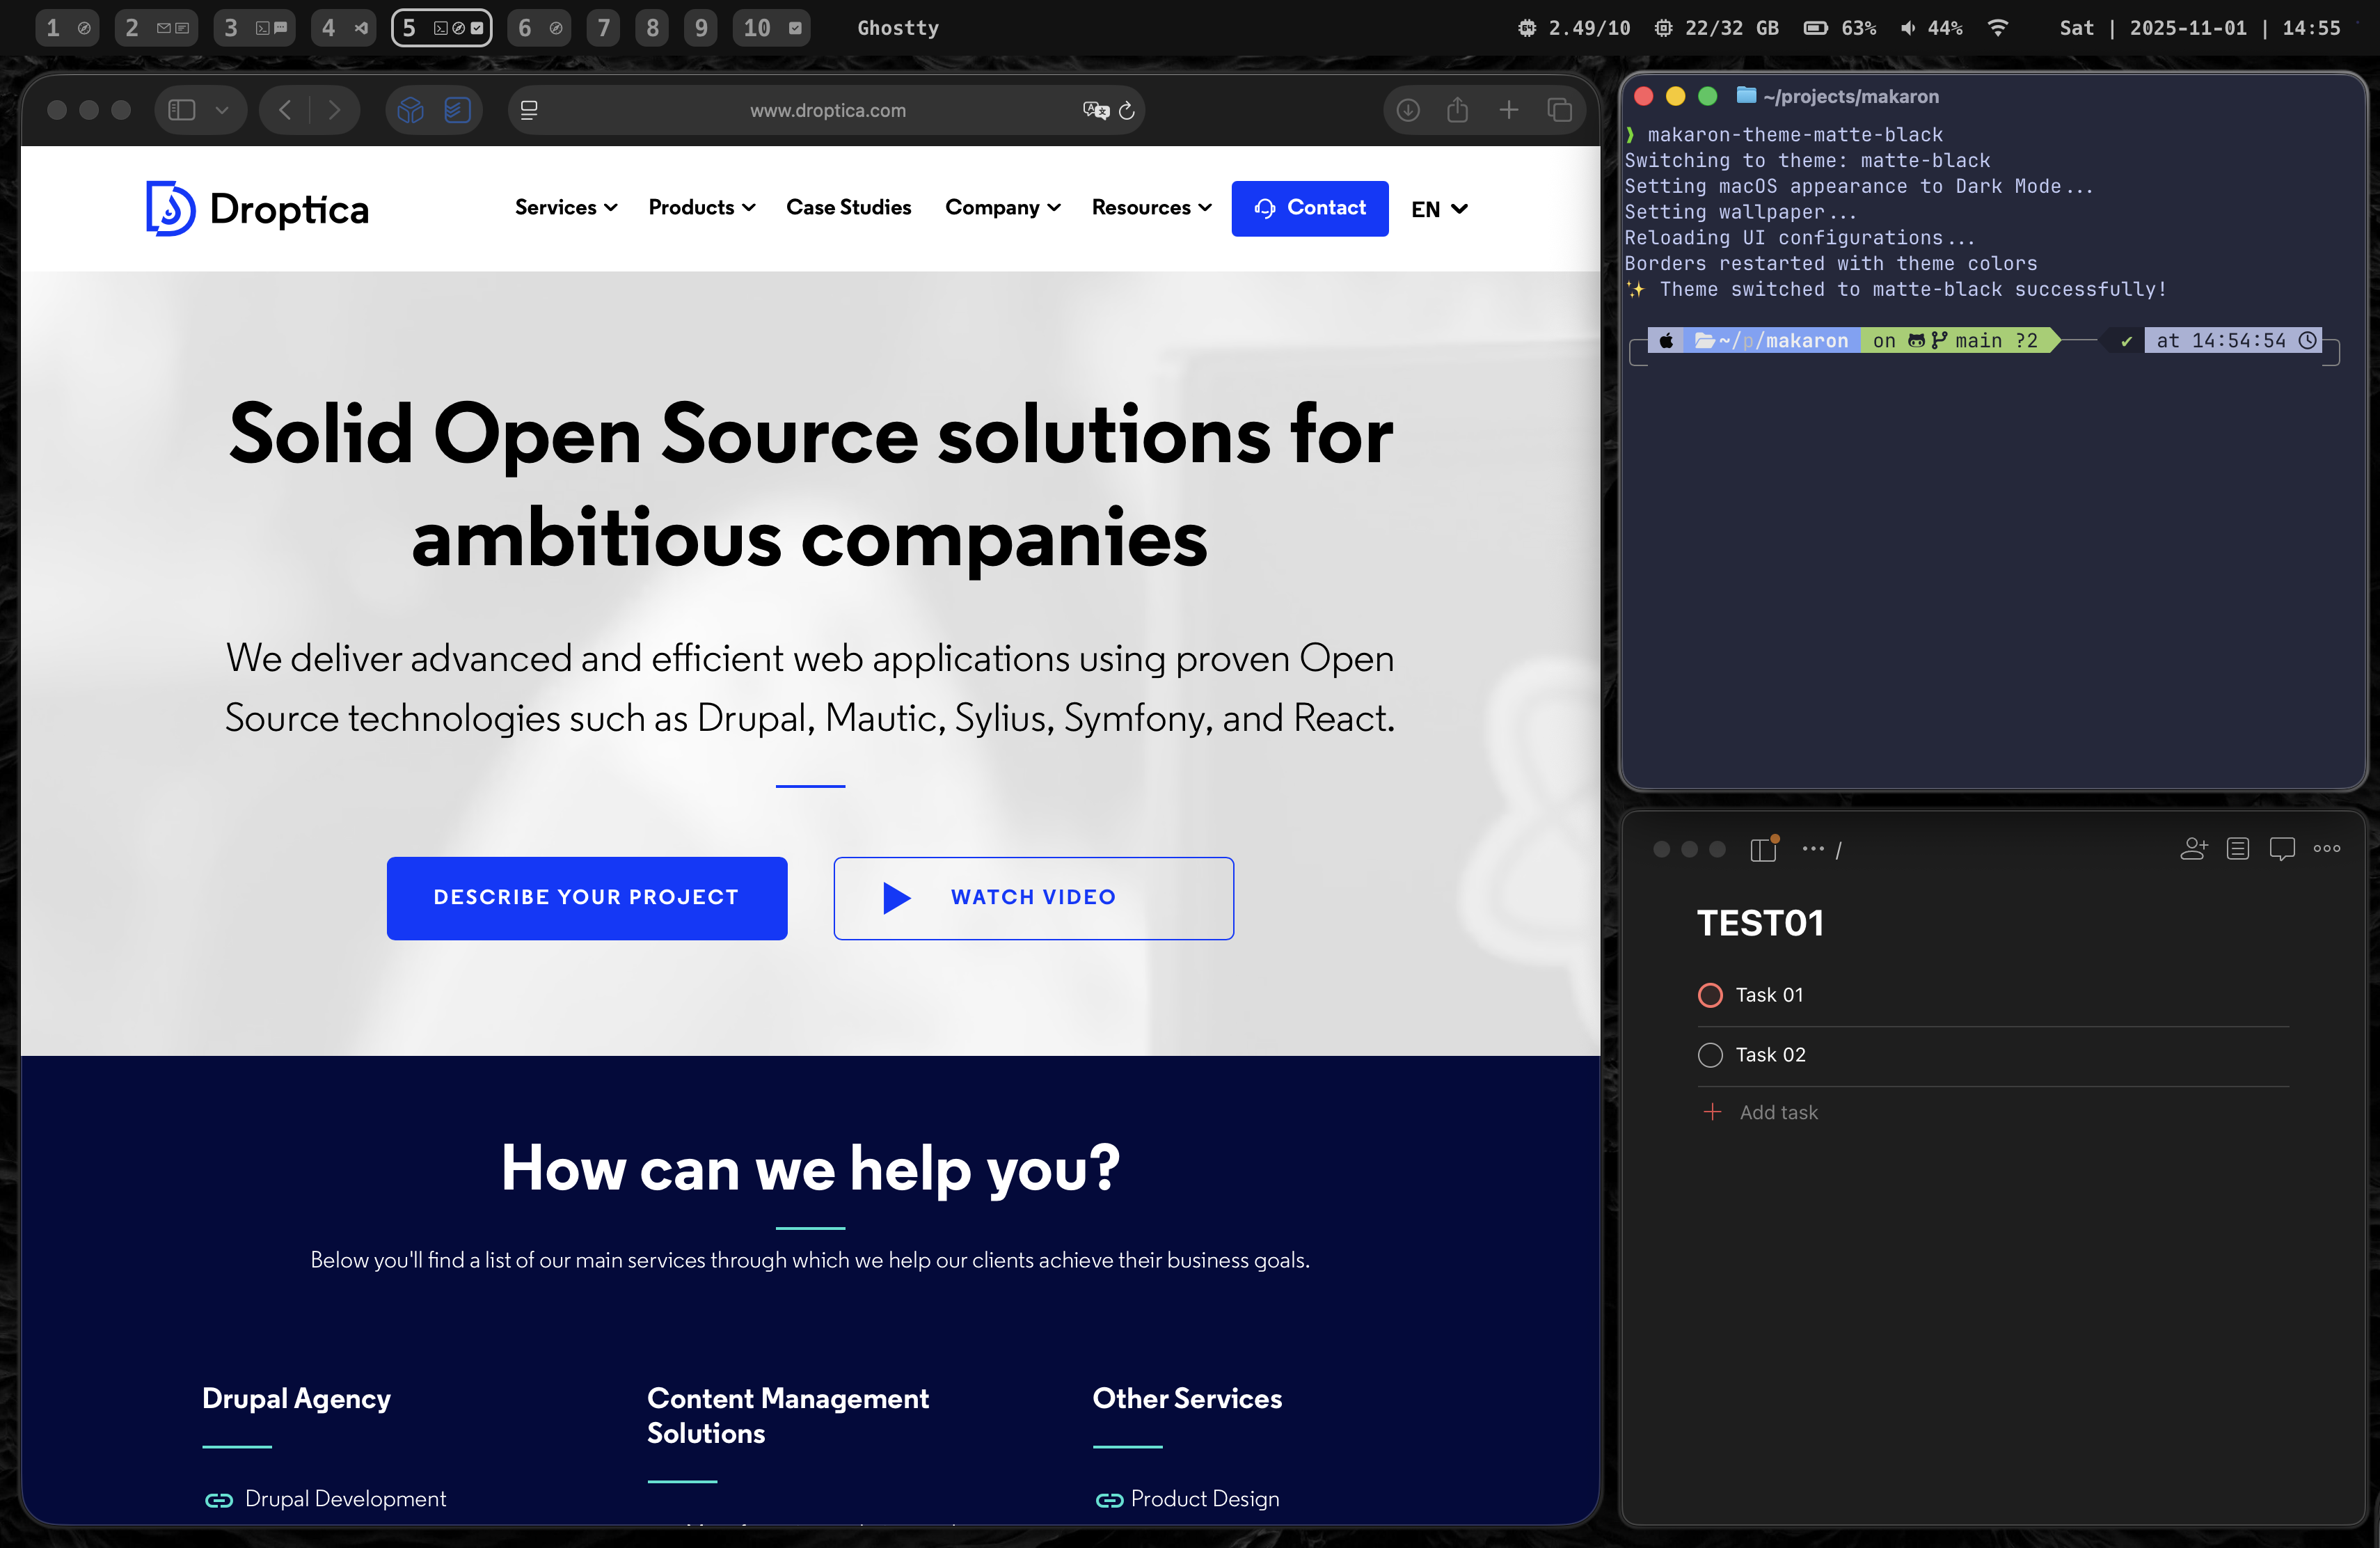 1 2 3 4 5 6 7 8 9 10 Ghostty 2.49/10 22/32 GB 63% 44% Sat | 2025-11-01 | 14:55
www.droptica.com
Droptica Services Products Case Studies Company Resources Contact EN
Solid Open Source solutions for
ambitious companies
We deliver advanced and efficient web applications using proven Open
Source technologies such as Drupal, Mautic, Sylius, Symfony, and React.
DESCRIBE YOUR PROJECT WATCH VIDEO
How can we help you?
Below you'll find a list of our main services through which we help our clients achieve their business goals.
Drupal Agency
Drupal Development
Content Management
Solutions
Other Services
Product Design
~/projects/makaron
❯ makaron-theme-matte-black
Switching to theme: matte-black
Setting macOS appearance to Dark Mode...
Setting wallpaper...
Reloading UI configurations...
Borders restarted with theme colors
✨ Theme switched to matte-black successfully!
~/p/makaron on main ?2 ✔ at 14:54:54
... /
TEST01
Task 01
Task 02
+ Add task